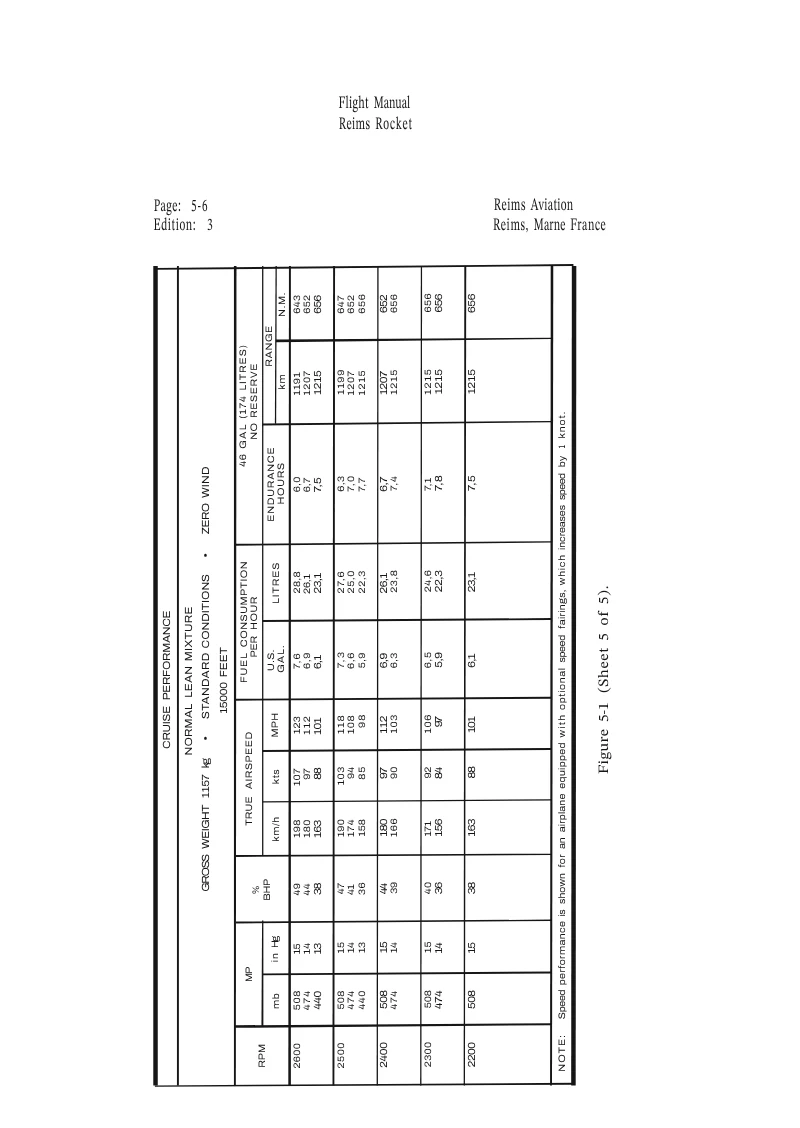 Flight Manual
Reims Rocket
Page: 5-6
Edition: 3
Reims Aviation
Reims, Marne France
CRUISE PERFORMANCE
NORMAL LEAN MIXTURE
GROSS WEIGHT 1157 kg • STANDARD CONDITIONS • ZERO WIND
15000 FEET
RPM MP % BHP TRUE AIRSPEED FUEL CONSUMPTION PER HOUR 46 GAL (174 LITRES) NO RESERVE
mb in Hg km/h kts MPH U.S. GAL. LITRES ENDURANCE HOURS RANGE
km N.M.
2600 508 15 49 198 107 123 7,6 28,8 6,0 1191 643
474 14 44 180 97 112 6,9 26,1 6,7 1207 652
440 13 38 163 88 101 6,1 23,1 7,5 1215 656
2500 508 15 47 190 103 118 7,3 27,6 6,3 1199 647
474 14 41 174 94 108 6,6 25,0 7,0 1207 652
440 13 36 158 85 98 5,9 22,3 7,7 1215 656
2400 508 15 44 180 97 112 6,9 26,1 6,7 1207 652
474 14 39 166 90 103 6,3 23,8 7,4 1215 656
2300 508 15 40 171 92 106 6,5 24,6 7,1 1215 656
474 14 36 156 84 97 5,9 22,3 7,8 1215 656
2200 508 15 38 163 88 101 6,1 23,1 7,5 1215 656
NOTE: Speed performance is shown for an airplane equipped with optional speed fairings, which increases speed by 1 knot.
Figure 5-1 (Sheet 5 of 5).